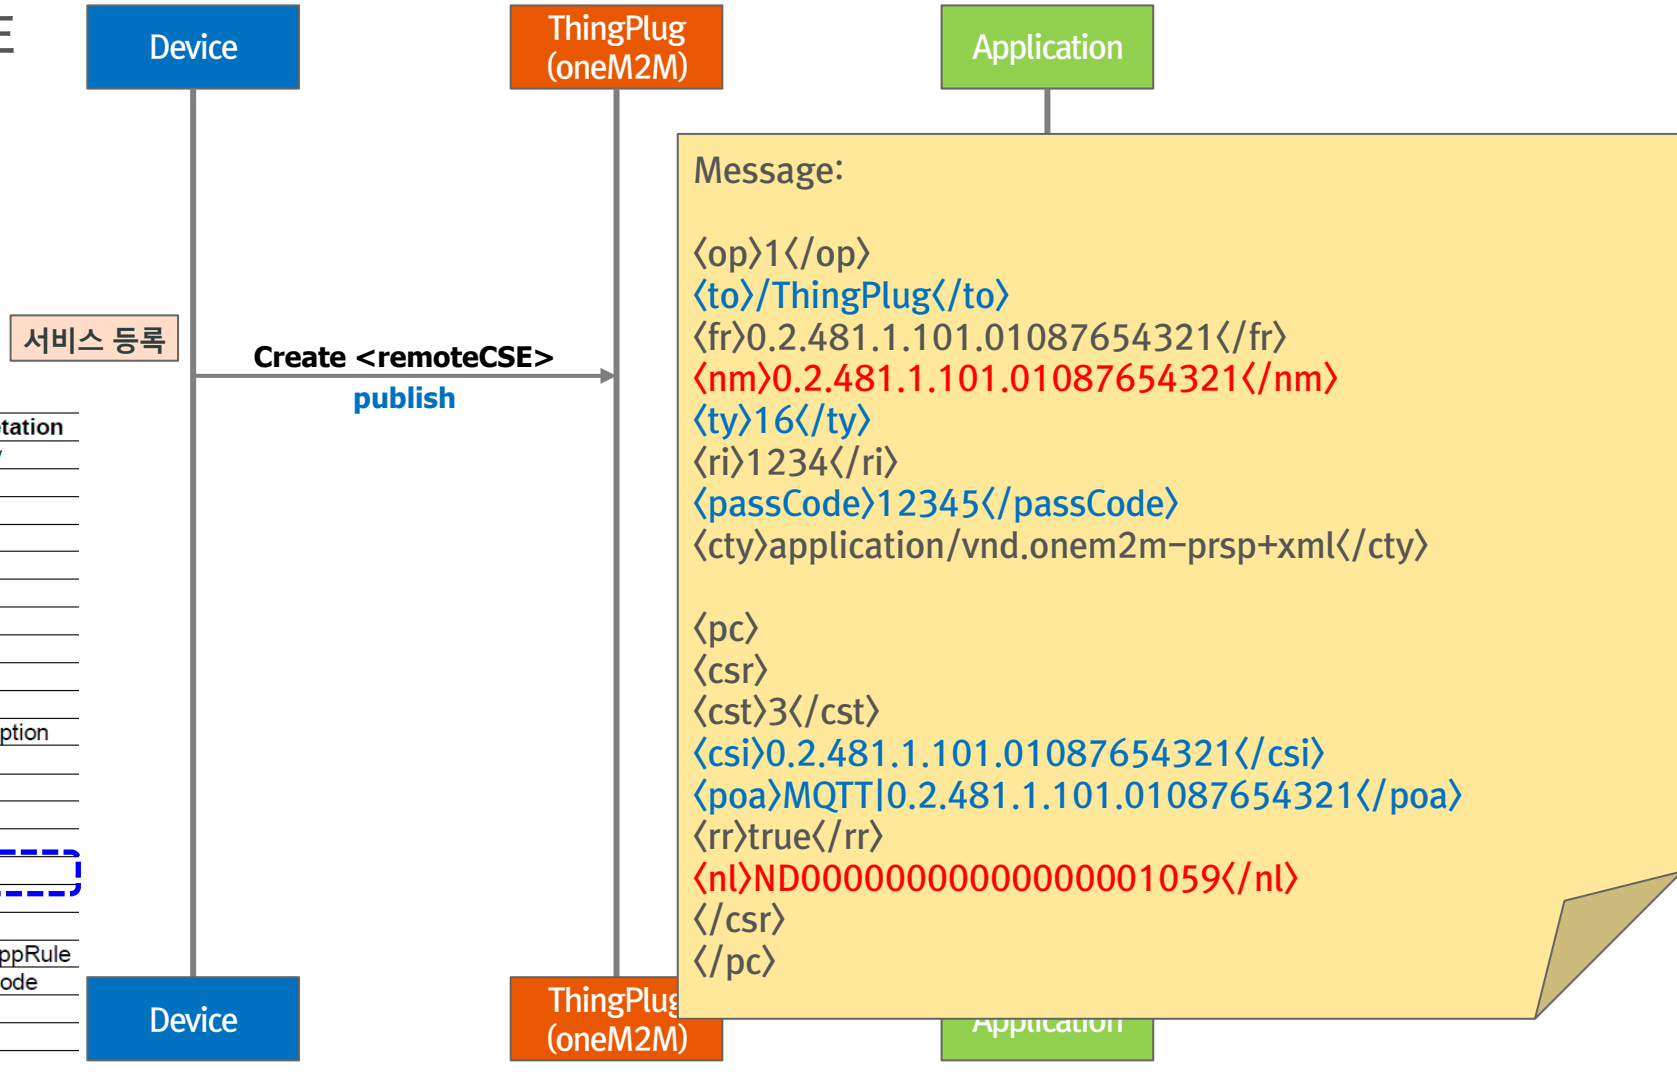 Device
ThingPlug
(oneM2M)
Application
Message:
<op>1</op>
<to>/ThingPlug</to>
<fr>0.2.481.1.101.01087654321</fr>
<nm>0.2.481.1.101.01087654321</nm>
<ty>16</ty>
<ri>1234</ri>
<passCode>12345</passCode>
<cty>application/vnd.onem2m-prsp+xml</cty>
<pc>
<csr>
<cst>3</cst>
<csi>0.2.481.1.101.01087654321</csi>
<poa>MQTT|0.2.481.1.101.01087654321</poa>
<rr>true</rr>
<nl>ND00000000000000001059</nl>
</csr>
</pc>
서비스 등록
Create <remoteCSE>
publish
Device
ThingPlug
(oneM2M)
Application